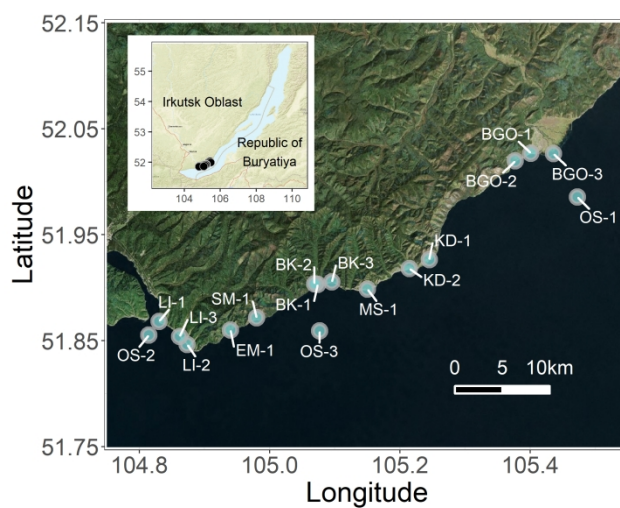 52.15
52.05
51.95
51.85
51.75
Latitude
55
54
53
52
104
106
108
110
Irkutsk Oblast
Republic of
Buryatiya
BGO-1
BGO-2
BGO-3
OS-1
KD-1
KD-2
BK-2
BK-3
BK-1
MS-1
SM-1
LI-1
LI-3
OS-2
LI-2
EM-1
OS-3
0 5 10km
104.8 105.0 105.2 105.4
Longitude